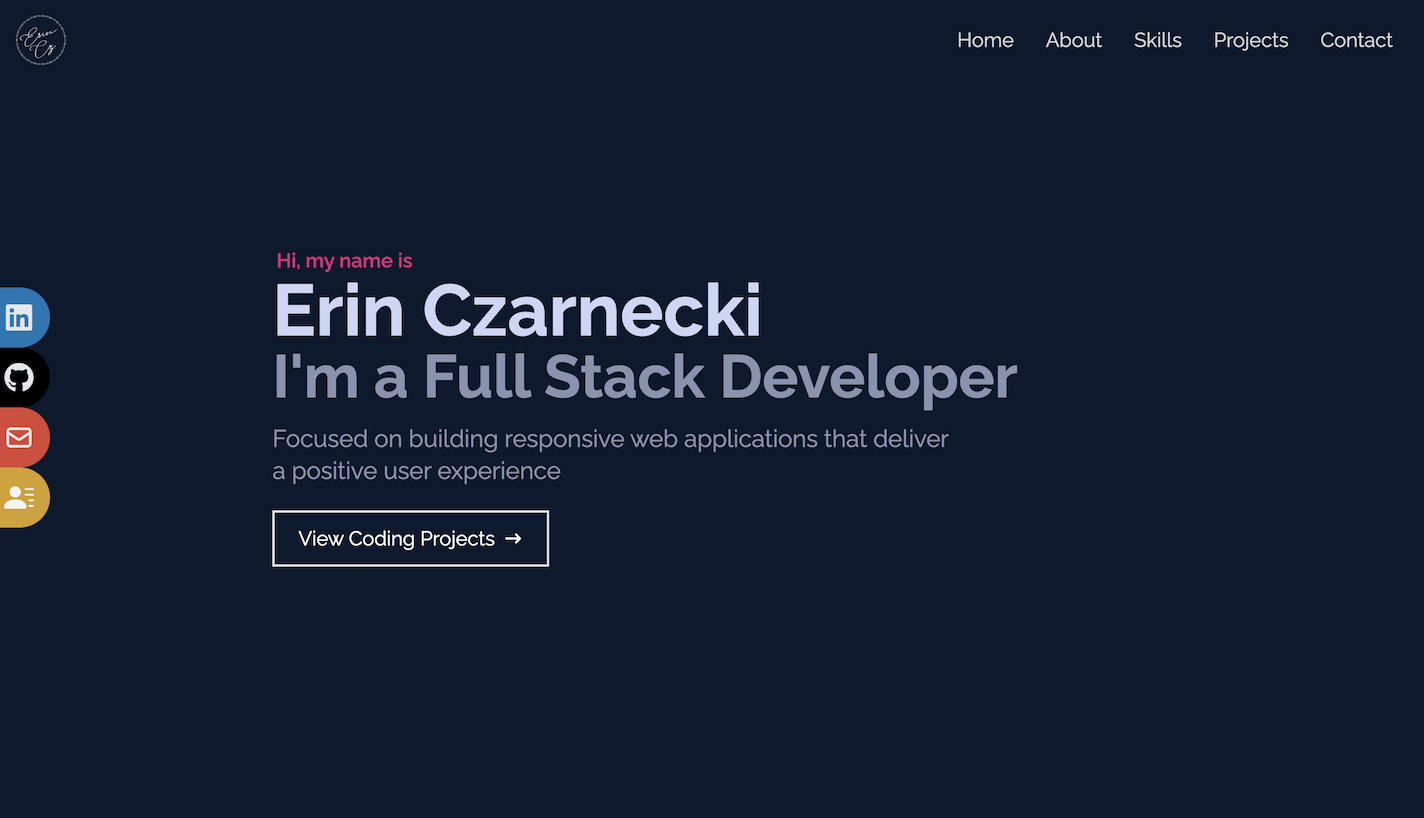 Erin
Cz
Home
About
Skills
Projects
Contact
Hi, my name is
Erin Czarnecki
I'm a Full Stack Developer
Focused on building responsive web applications that deliver
a positive user experience
in
View Coding Projects →